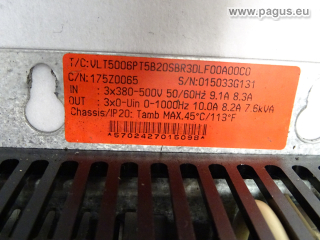 www.pagus.eu
T/C:VLT5006PT5B20SBR3DLF00A00C0
C/N:175Z0065 S/N:015033G131
IN : 3x380-500V 50/60Hz 9.1A 8.3A
OUT : 3x0-Uin 0-1000Hz 10.0A 8.2A 7.6kVA
Chassis/IP20: Tamb MAX.45°C/113°F
*5702427015098*